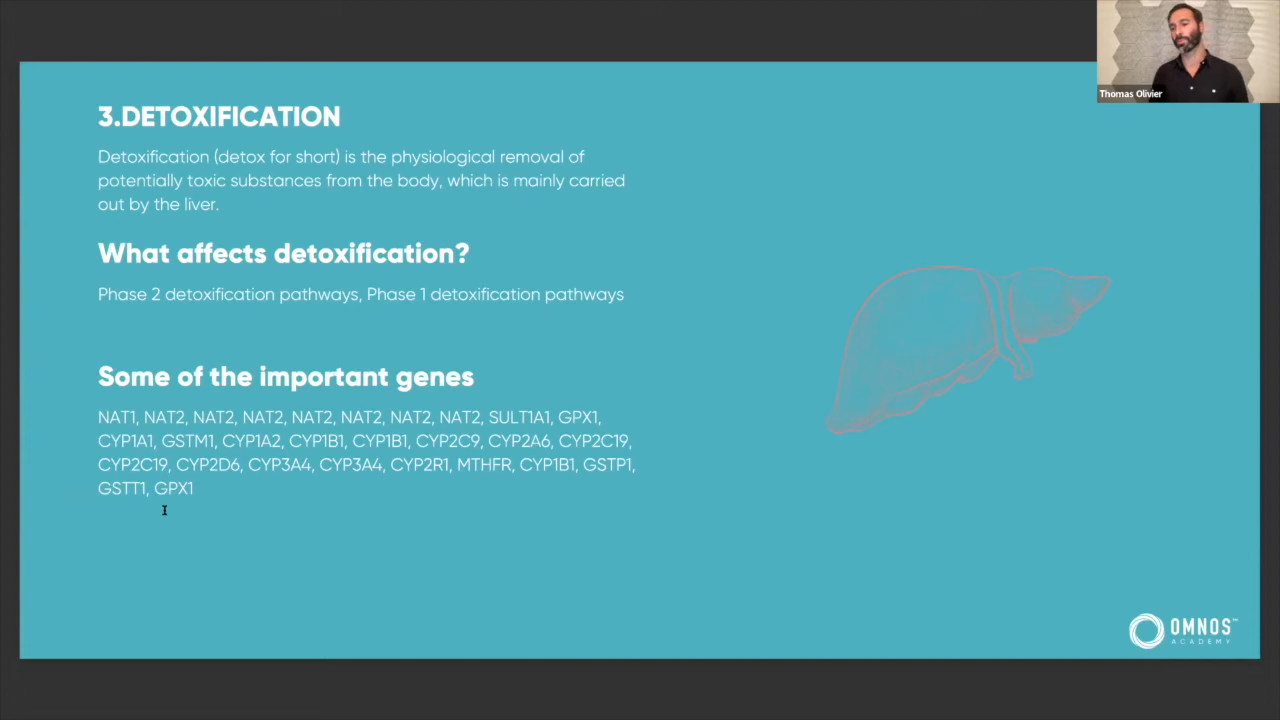 Thomas Olivier
3.DETOXIFICATION
Detoxification (detox for short) is the physiological removal of
potentially toxic substances from the body, which is mainly carried
out by the liver.
What affects detoxification?
Phase 2 detoxification pathways, Phase 1 detoxification pathways
Some of the important genes
NAT1, NAT2, NAT2, NAT2, NAT2, NAT2, NAT2, NAT2, SULT1A1, GPX1,
CYP1A1, GSTM1, CYP1A2, CYP1B1, CYP1B1, CYP2C9, CYP2A6, CYP2C19,
CYP2C19, CYP2D6, CYP3A4, CYP3A4, CYP2R1, MTHFR, CYP1B1, GSTP1,
GSTT1, GPX1
OMNOS™
ACADEMY